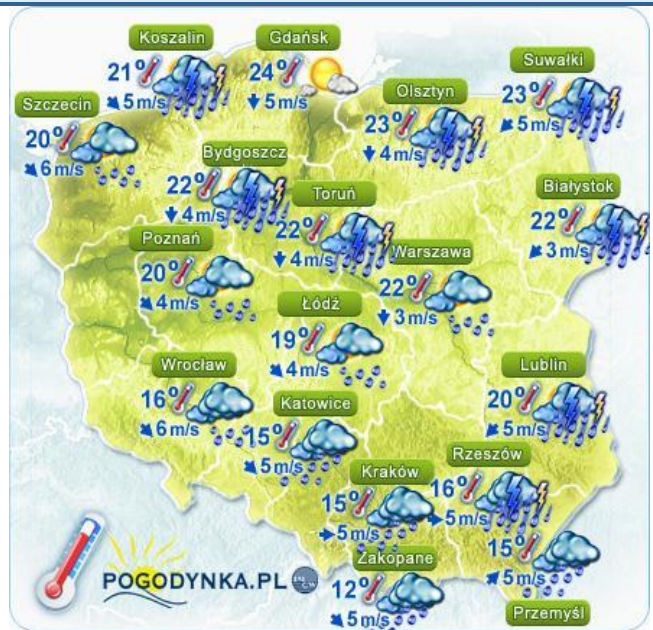 Koszalin
21°
5 m/s
Gdańsk
24°
5 m/s
Suwałki
23°
5 m/s
Szczecin
20°
6 m/s
Olsztyn
23°
4 m/s
Bydgoszcz
22°
4 m/s
Toruń
22°
4 m/s
Białystok
22°
3 m/s
Poznań
20°
4 m/s
Warszawa
22°
3 m/s
Łódź
19°
4 m/s
Wrocław
16°
6 m/s
Katowice
15°
5 m/s
Lublin
20°
5 m/s
Kraków
15°
5 m/s
Rzeszów
16°
5 m/s
Zakopane
12°
5 m/s
15°
5 m/s
Przemyśl
POGODYNKA.PL